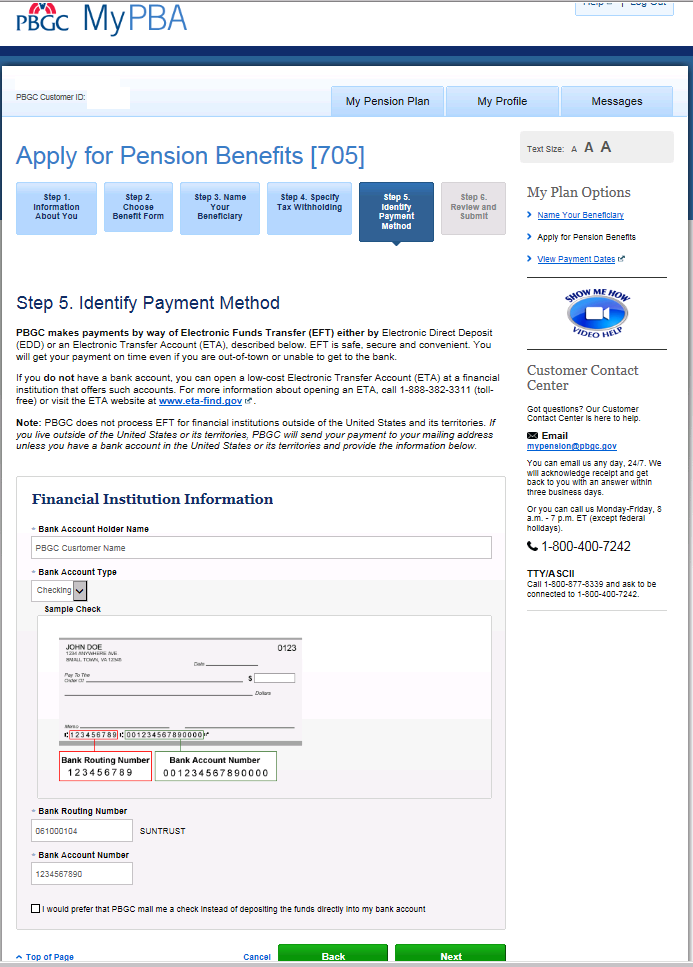 PBGC MyPBA
Help | Log Out
PBGC Customer ID:
My Pension Plan
My Profile
Messages
Apply for Pension Benefits [705]
Text Size: A A A
Step 1.
Information
About You
Step 2.
Choose
Benefit Form
Step 3. Name
Your
Beneficiary
Step 4. Specify
Tax Withholding
Step 5.
Identify
Payment
Method
Step 6.
Review and
Submit
My Plan Options
Name Your Beneficiary
Apply for Pension Benefits
View Payment Dates
SHOW ME HOW
VIDEO HELP
Step 5. Identify Payment Method
PBGC makes payments by way of Electronic Funds Transfer (EFT) either by Electronic Direct Deposit
(EDD) or an Electronic Transfer Account (ETA), described below. EFT is safe, secure and convenient. You
will get your payment on time even if you are out-of-town or unable to get to the bank.
If you do not have a bank account, you can open a low-cost Electronic Transfer Account (ETA) at a financial
institution that offers such accounts. For more information about opening an ETA, call 1-888-382-3311 (toll-
free) or visit the ETA website at www.eta-find.gov .
Note: PBGC does not process EFT for financial institutions outside of the United States and its territories. If
you live outside of the United States or its territories, PBGC will send your payment to your mailing address
unless you have a bank account in the United States or its territories and provide the information below.
Customer Contact
Center
Got questions? Our Customer
Contact Center is here to help.
Email
mypension@pbgc.gov
You can email us any day, 24/7. We
will acknowledge receipt and get
back to you with an answer within
three business days.
Or you can call us Monday-Friday, 8
a.m. - 7 p.m. ET (except federal
holidays).
1-800-400-7242
TTY/ASCII
Call 1-800-877-8339 and ask to be
connected to 1-800-400-7242.
Financial Institution Information
* Bank Account Holder Name
PBGC Cusrtomer Name
* Bank Account Type
Checking
Sample Check
JOHN DOE
1234 ANYWHERE AVE.
SMALL TOWN, VA 12345
0123
Date
Pay To The
Order Of
$
Dollars
Memo
123456789 001234567890000
Bank Routing Number
123456789
Bank Account Number
001234567890000
* Bank Routing Number
061000104
SUNTRUST
* Bank Account Number
1234567890
I would prefer that PBGC mail me a check instead of depositing the funds directly into my bank account
Top of Page
Cancel
Back
Next